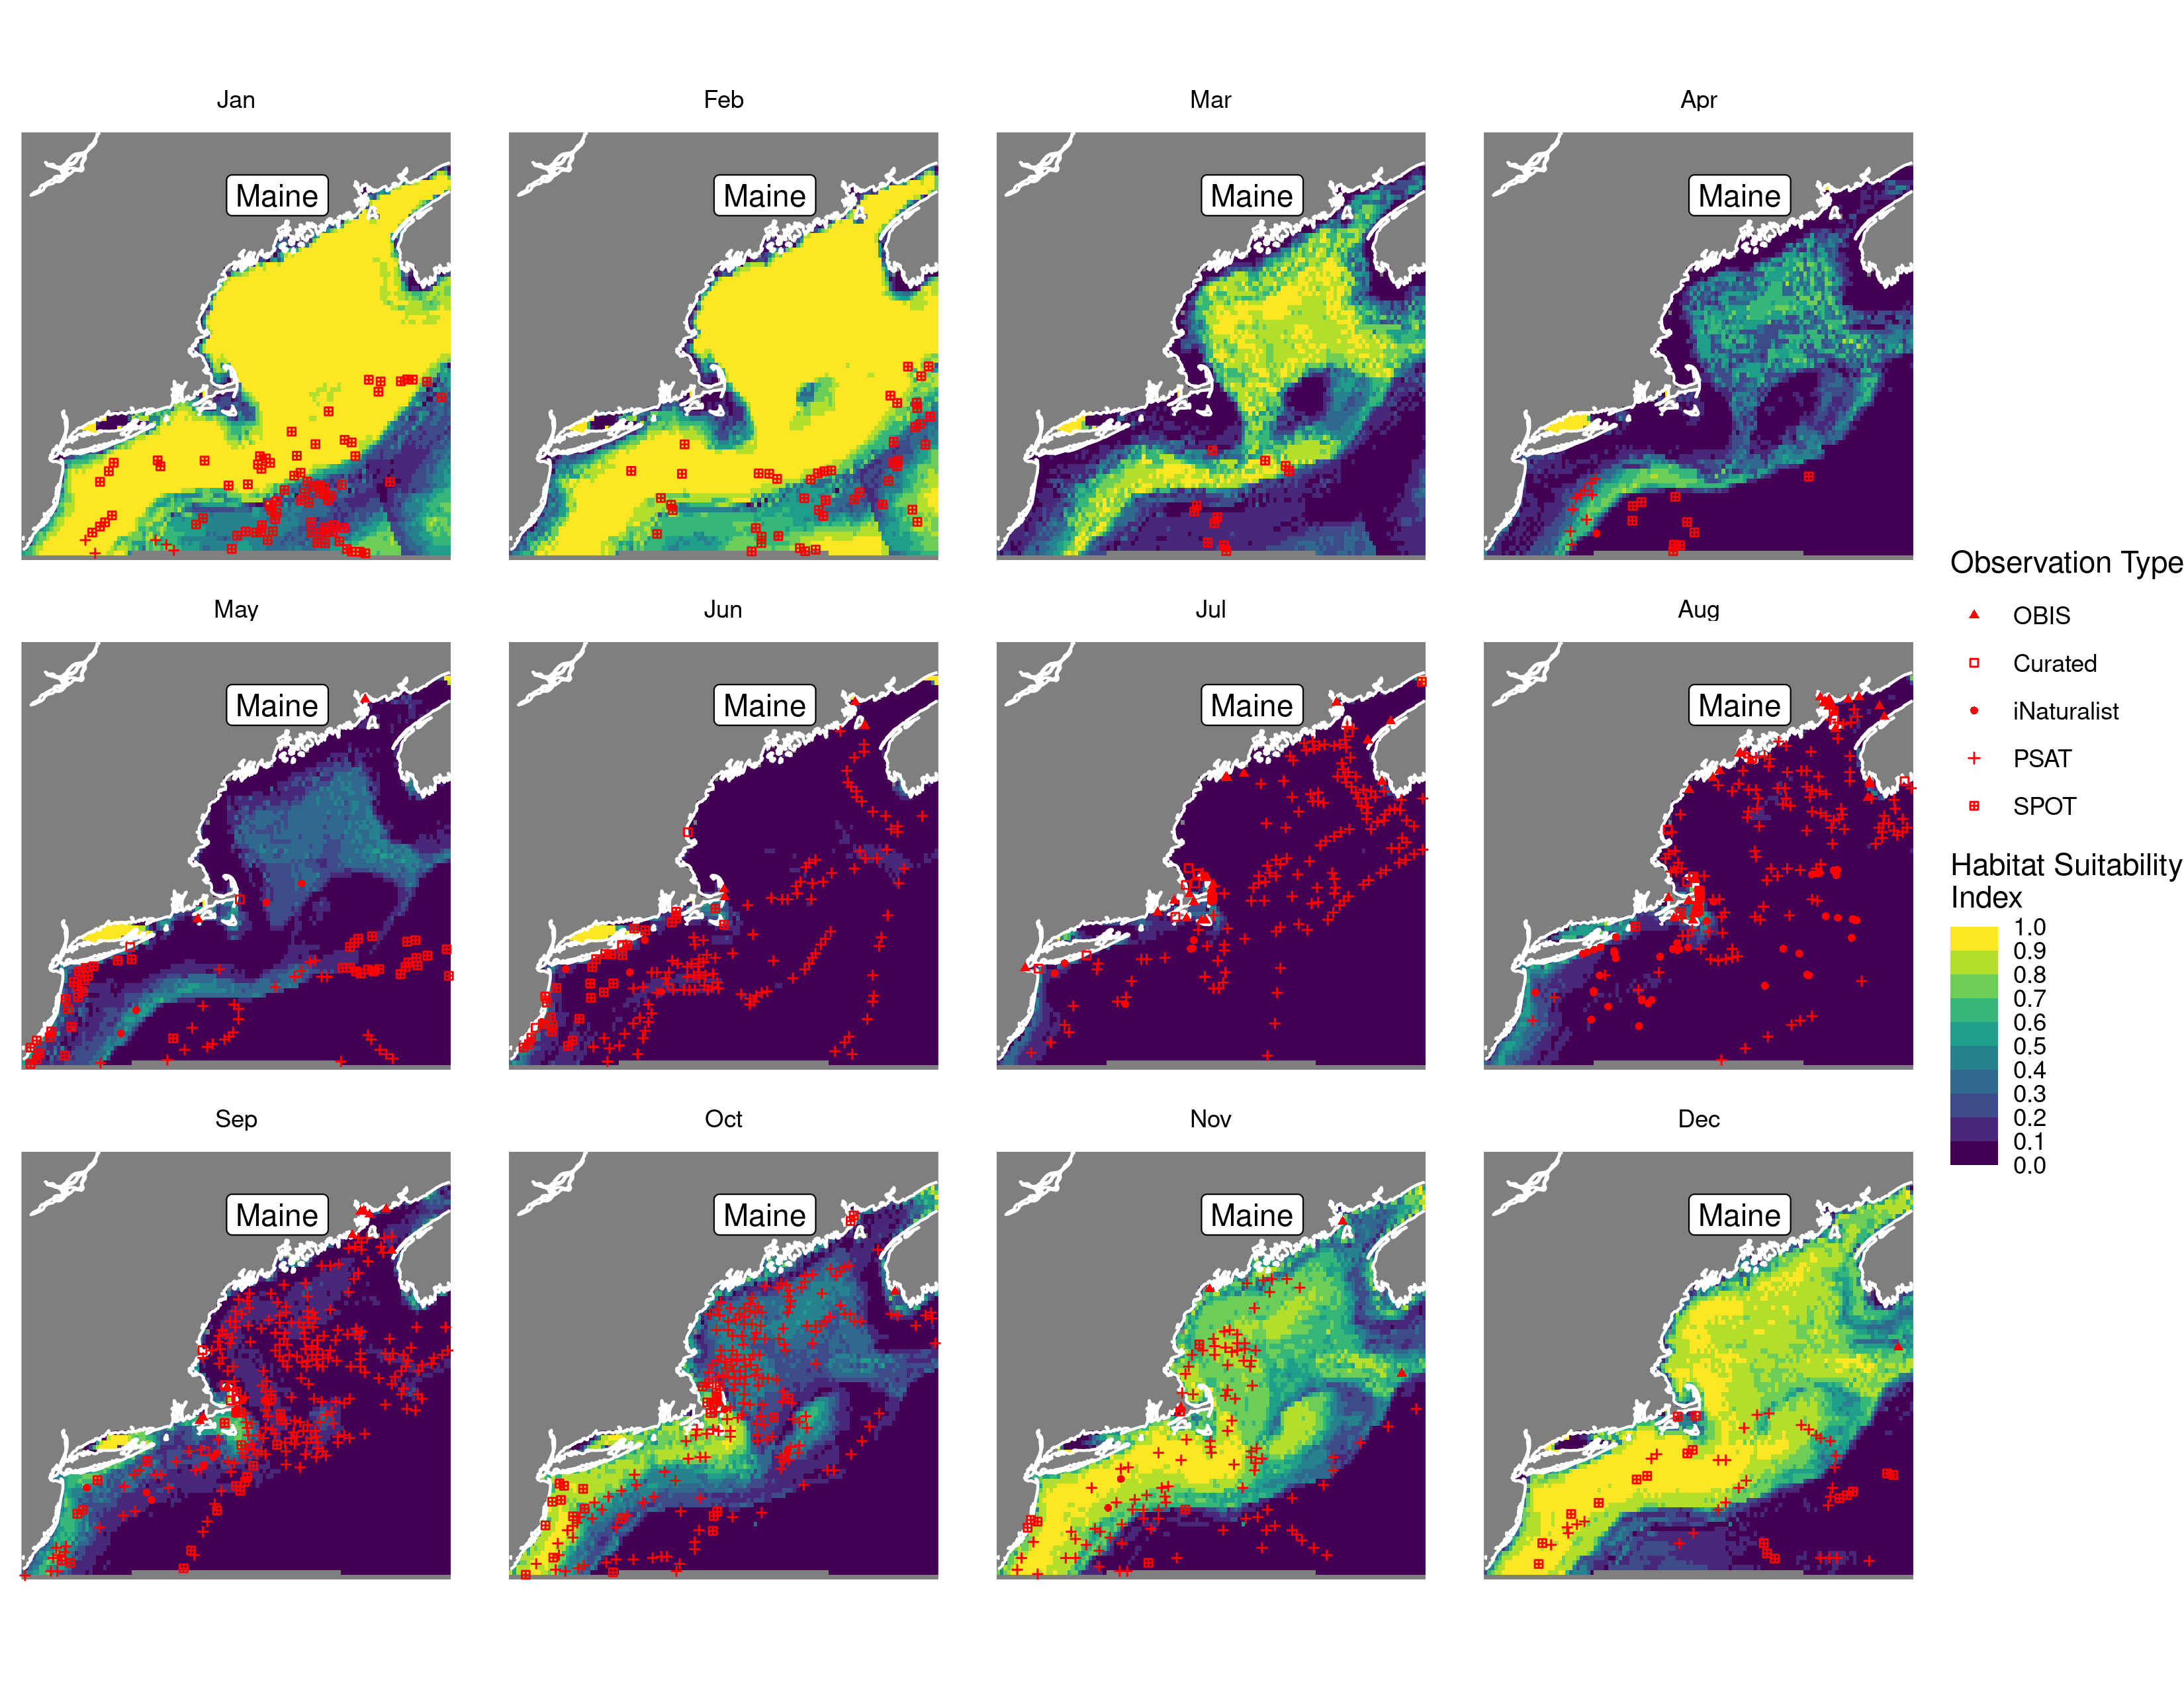 Jan
Feb
Mar
Apr
Maine
Maine
Maine
Maine
May
Jun
Jul
Aug
Maine
Maine
Maine
Maine
Sep
Oct
Nov
Dec
Maine
Maine
Maine
Maine
Observation Type
OBIS
Curated
iNaturalist
PSAT
SPOT
Habitat Suitability
Index
1.0
0.9
0.8
0.7
0.6
0.5
0.4
0.3
0.2
0.1
0.0